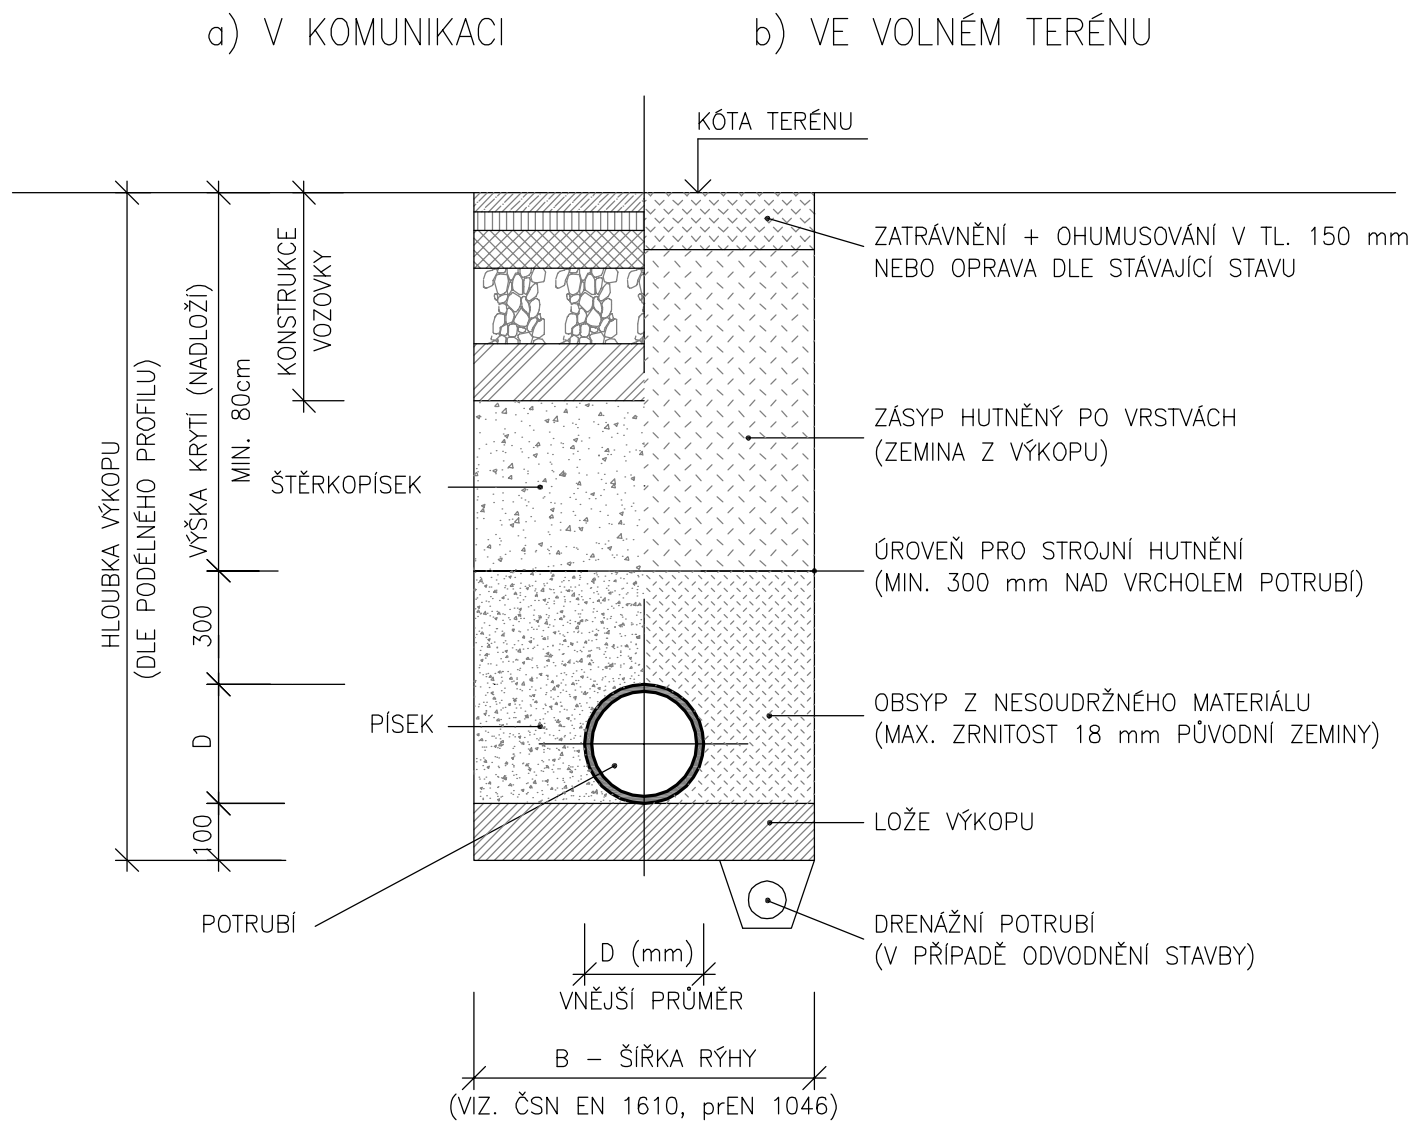 a) V KOMUNIKACI
b) VE VOLNÉM TERÉNU
KÓTA TERÉNU
ZATRÁVNĚNÍ + OHUMUSOVÁNÍ V TL. 150 mm
NEBO OPRAVA DLE STÁVAJÍCÍ STAVU
KONSTRUKCE
VOZOVKY
HLOUBKA VÝKOPU
(DLE PODÉLNÉHO PROFILU)
VÝŠKA KRYTÍ (NADLOŽÍ)
MIN. 80cm
ZÁSYP HUTNĚNÝ PO VRSTVÁCH
(ZEMINA Z VÝKOPU)
ŠTĚRKOPÍSEK
ÚROVEŇ PRO STROJNÍ HUTNĚNÍ
(MIN. 300 mm NAD VRCHOLEM POTRUBÍ)
300
OBSYP Z NESOUDRŽNÉHO MATERIÁLU
(MAX. ZRNITOST 18 mm PŮVODNÍ ZEMINY)
PÍSEK
D
LOŽE VÝKOPU
100
POTRUBÍ
DRENÁŽNÍ POTRUBÍ
(V PŘÍPADĚ ODVODNĚNÍ STAVBY)
D (mm)
VNĚJŠÍ PRŮMĚR
B – ŠÍŘKA RÝHY
(VIZ. ČSN EN 1610, prEN 1046)